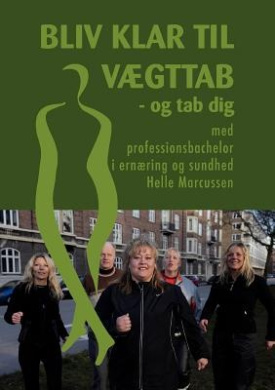 BLIV KLAR TIL
VÆGTTAB
- og tab dig
med
professionsbachelor
i ernæring og sundhed
Helle Marcussen